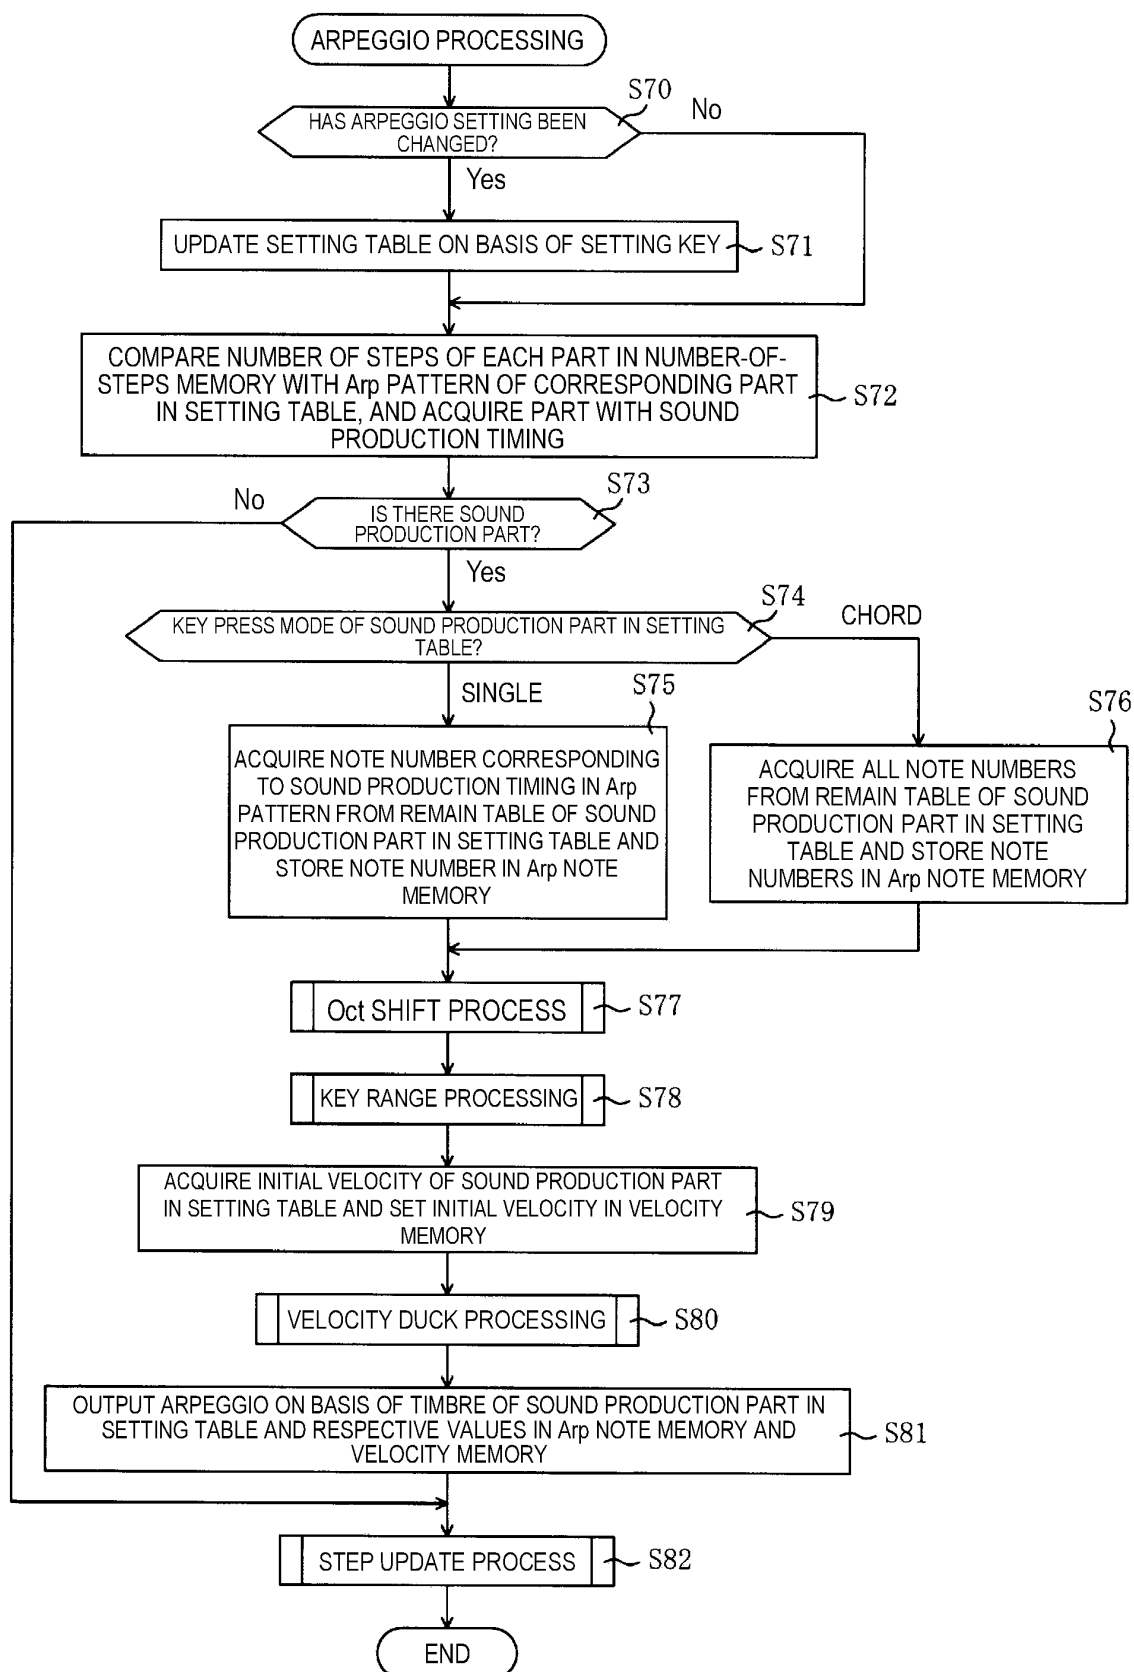 ARPEGGIO PROCESSING
S70
HAS ARPEGGIO SETTING BEEN
CHANGED?
No
Yes
UPDATE SETTING TABLE ON BASIS OF SETTING KEY
S71
COMPARE NUMBER OF STEPS OF EACH PART IN NUMBER-OF-
STEPS MEMORY WITH Arp PATTERN OF CORRESPONDING PART
IN SETTING TABLE, AND ACQUIRE PART WITH SOUND
PRODUCTION TIMING
S72
No
S73
IS THERE SOUND
PRODUCTION PART?
Yes
S74
KEY PRESS MODE OF SOUND PRODUCTION PART IN SETTING
TABLE?
CHORD
SINGLE
S75
ACQUIRE NOTE NUMBER CORRESPONDING
TO SOUND PRODUCTION TIMING IN Arp
PATTERN FROM REMAIN TABLE OF SOUND
PRODUCTION PART IN SETTING TABLE AND
STORE NOTE NUMBER IN Arp NOTE
MEMORY
S76
ACQUIRE ALL NOTE NUMBERS
FROM REMAIN TABLE OF SOUND
PRODUCTION PART IN SETTING
TABLE AND STORE NOTE
NUMBERS IN Arp NOTE MEMORY
Oct SHIFT PROCESS
S77
KEY RANGE PROCESSING
S78
ACQUIRE INITIAL VELOCITY OF SOUND PRODUCTION PART
IN SETTING TABLE AND SET INITIAL VELOCITY IN VELOCITY
MEMORY
S79
VELOCITY DUCK PROCESSING
S80
OUTPUT ARPEGGIO ON BASIS OF TIMBRE OF SOUND PRODUCTION PART IN
SETTING TABLE AND RESPECTIVE VALUES IN Arp NOTE MEMORY AND
VELOCITY MEMORY
S81
STEP UPDATE PROCESS
S82
END